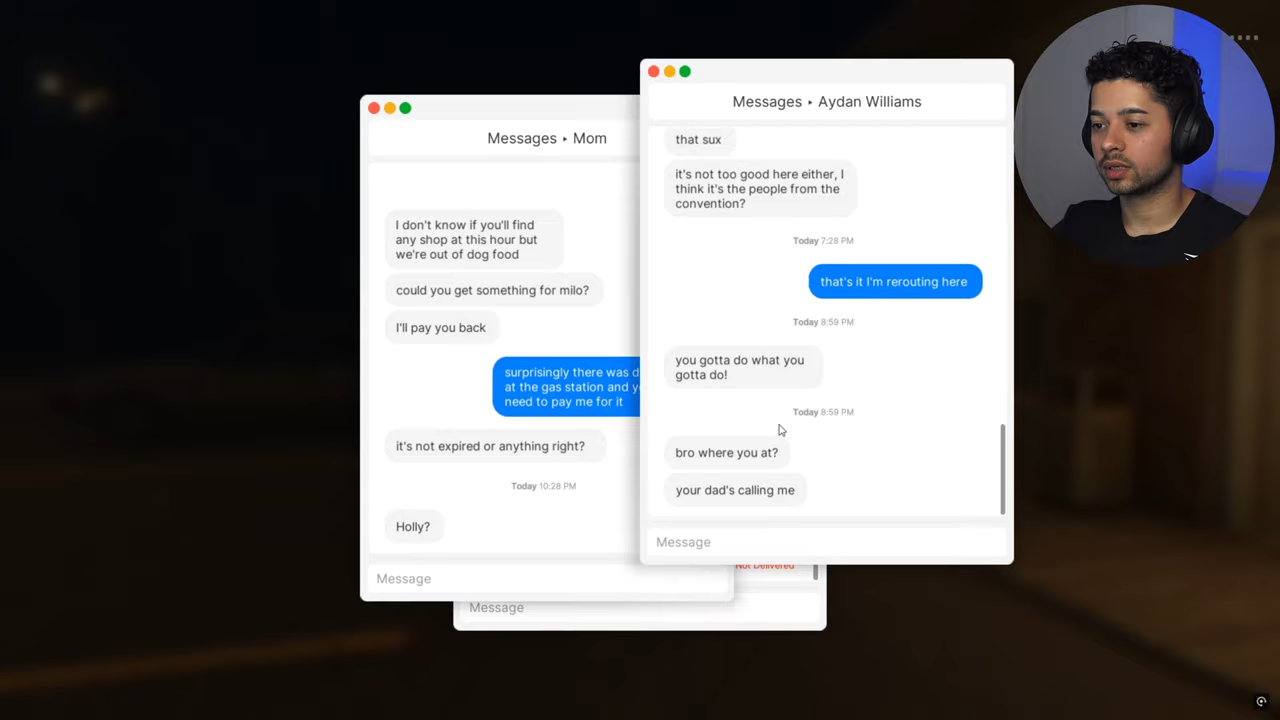 Messages ▸ Mom
I don't know if you'll find
any shop at this hour but
we're out of dog food
could you get something for milo?
I'll pay you back
surprisingly there was
at the gas station and
need to pay me for it
it's not expired or anything right?
Today 10:28 PM
Holly?
Message
Messages ▸ Aydan Williams
that sux
it's not too good here either, I
think it's the people from the
convention?
Today 7:28 PM
that's it I'm rerouting here
Today 8:59 PM
you gotta do what you
gotta do!
Today 8:59 PM
bro where you at?
your dad's calling me
Message
Not Delivered
Message